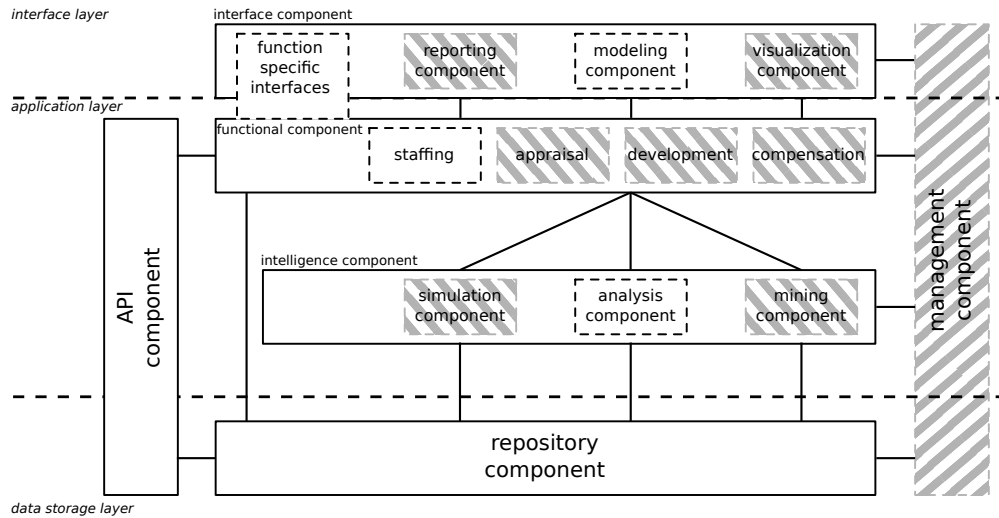 interface layer
interface component
function
specific
interfaces
reporting
component
modeling
component
visualization
component
application layer
functional component
staffing
appraisal
development
compensation
API
component
management
component
intelligence component
simulation
component
analysis
component
mining
component
repository
component
data storage layer